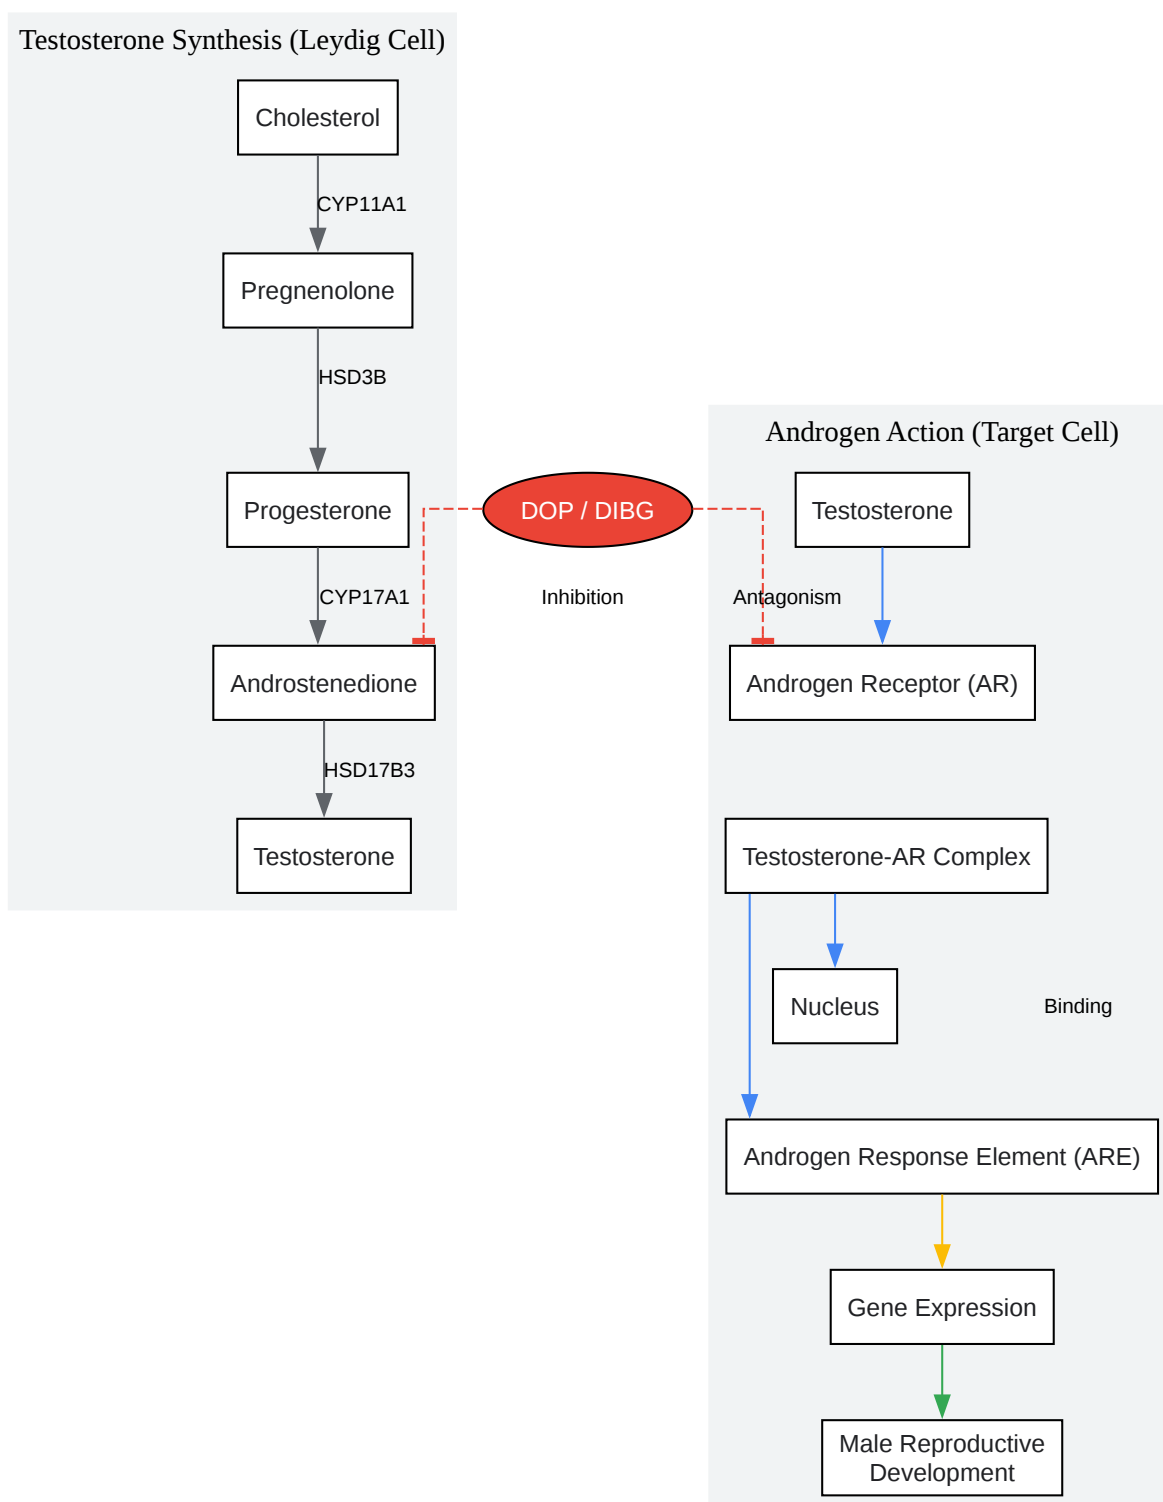 Testosterone Synthesis (Leydig Cell)
Cholesterol
CYP11A1
Pregnenolone
HSD3B
Progesterone
CYP17A1
Androstenedione
HSD17B3
Testosterone
DOP / DIBG
Inhibition
Antagonism
Androgen Action (Target Cell)
Testosterone
Androgen Receptor (AR)
Testosterone-AR Complex
Nucleus
Binding
Androgen Response Element (ARE)
Gene Expression
Male Reproductive
Development